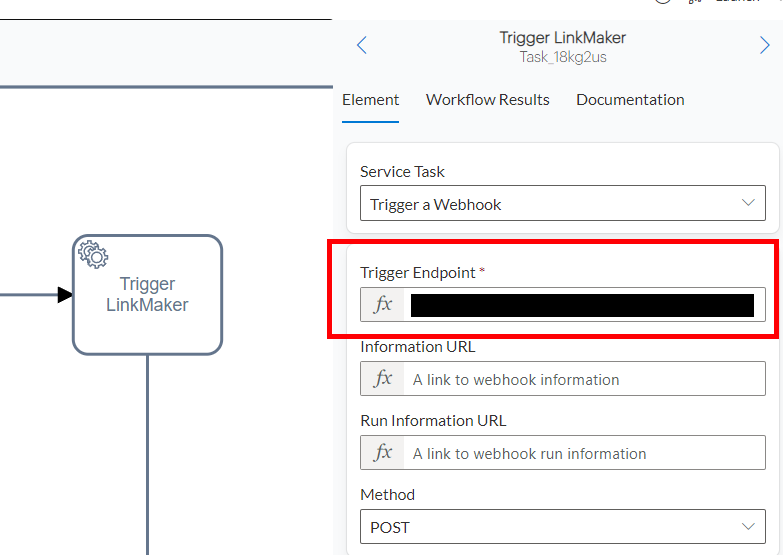 Trigger LinkMaker
Task_18kg2us
Element Workflow Results Documentation
Service Task
Trigger a Webhook
Trigger
LinkMaker
Trigger Endpoint *
fx
Information URL
fx A link to webhook information
Run Information URL
fx A link to webhook run information
Method
POST